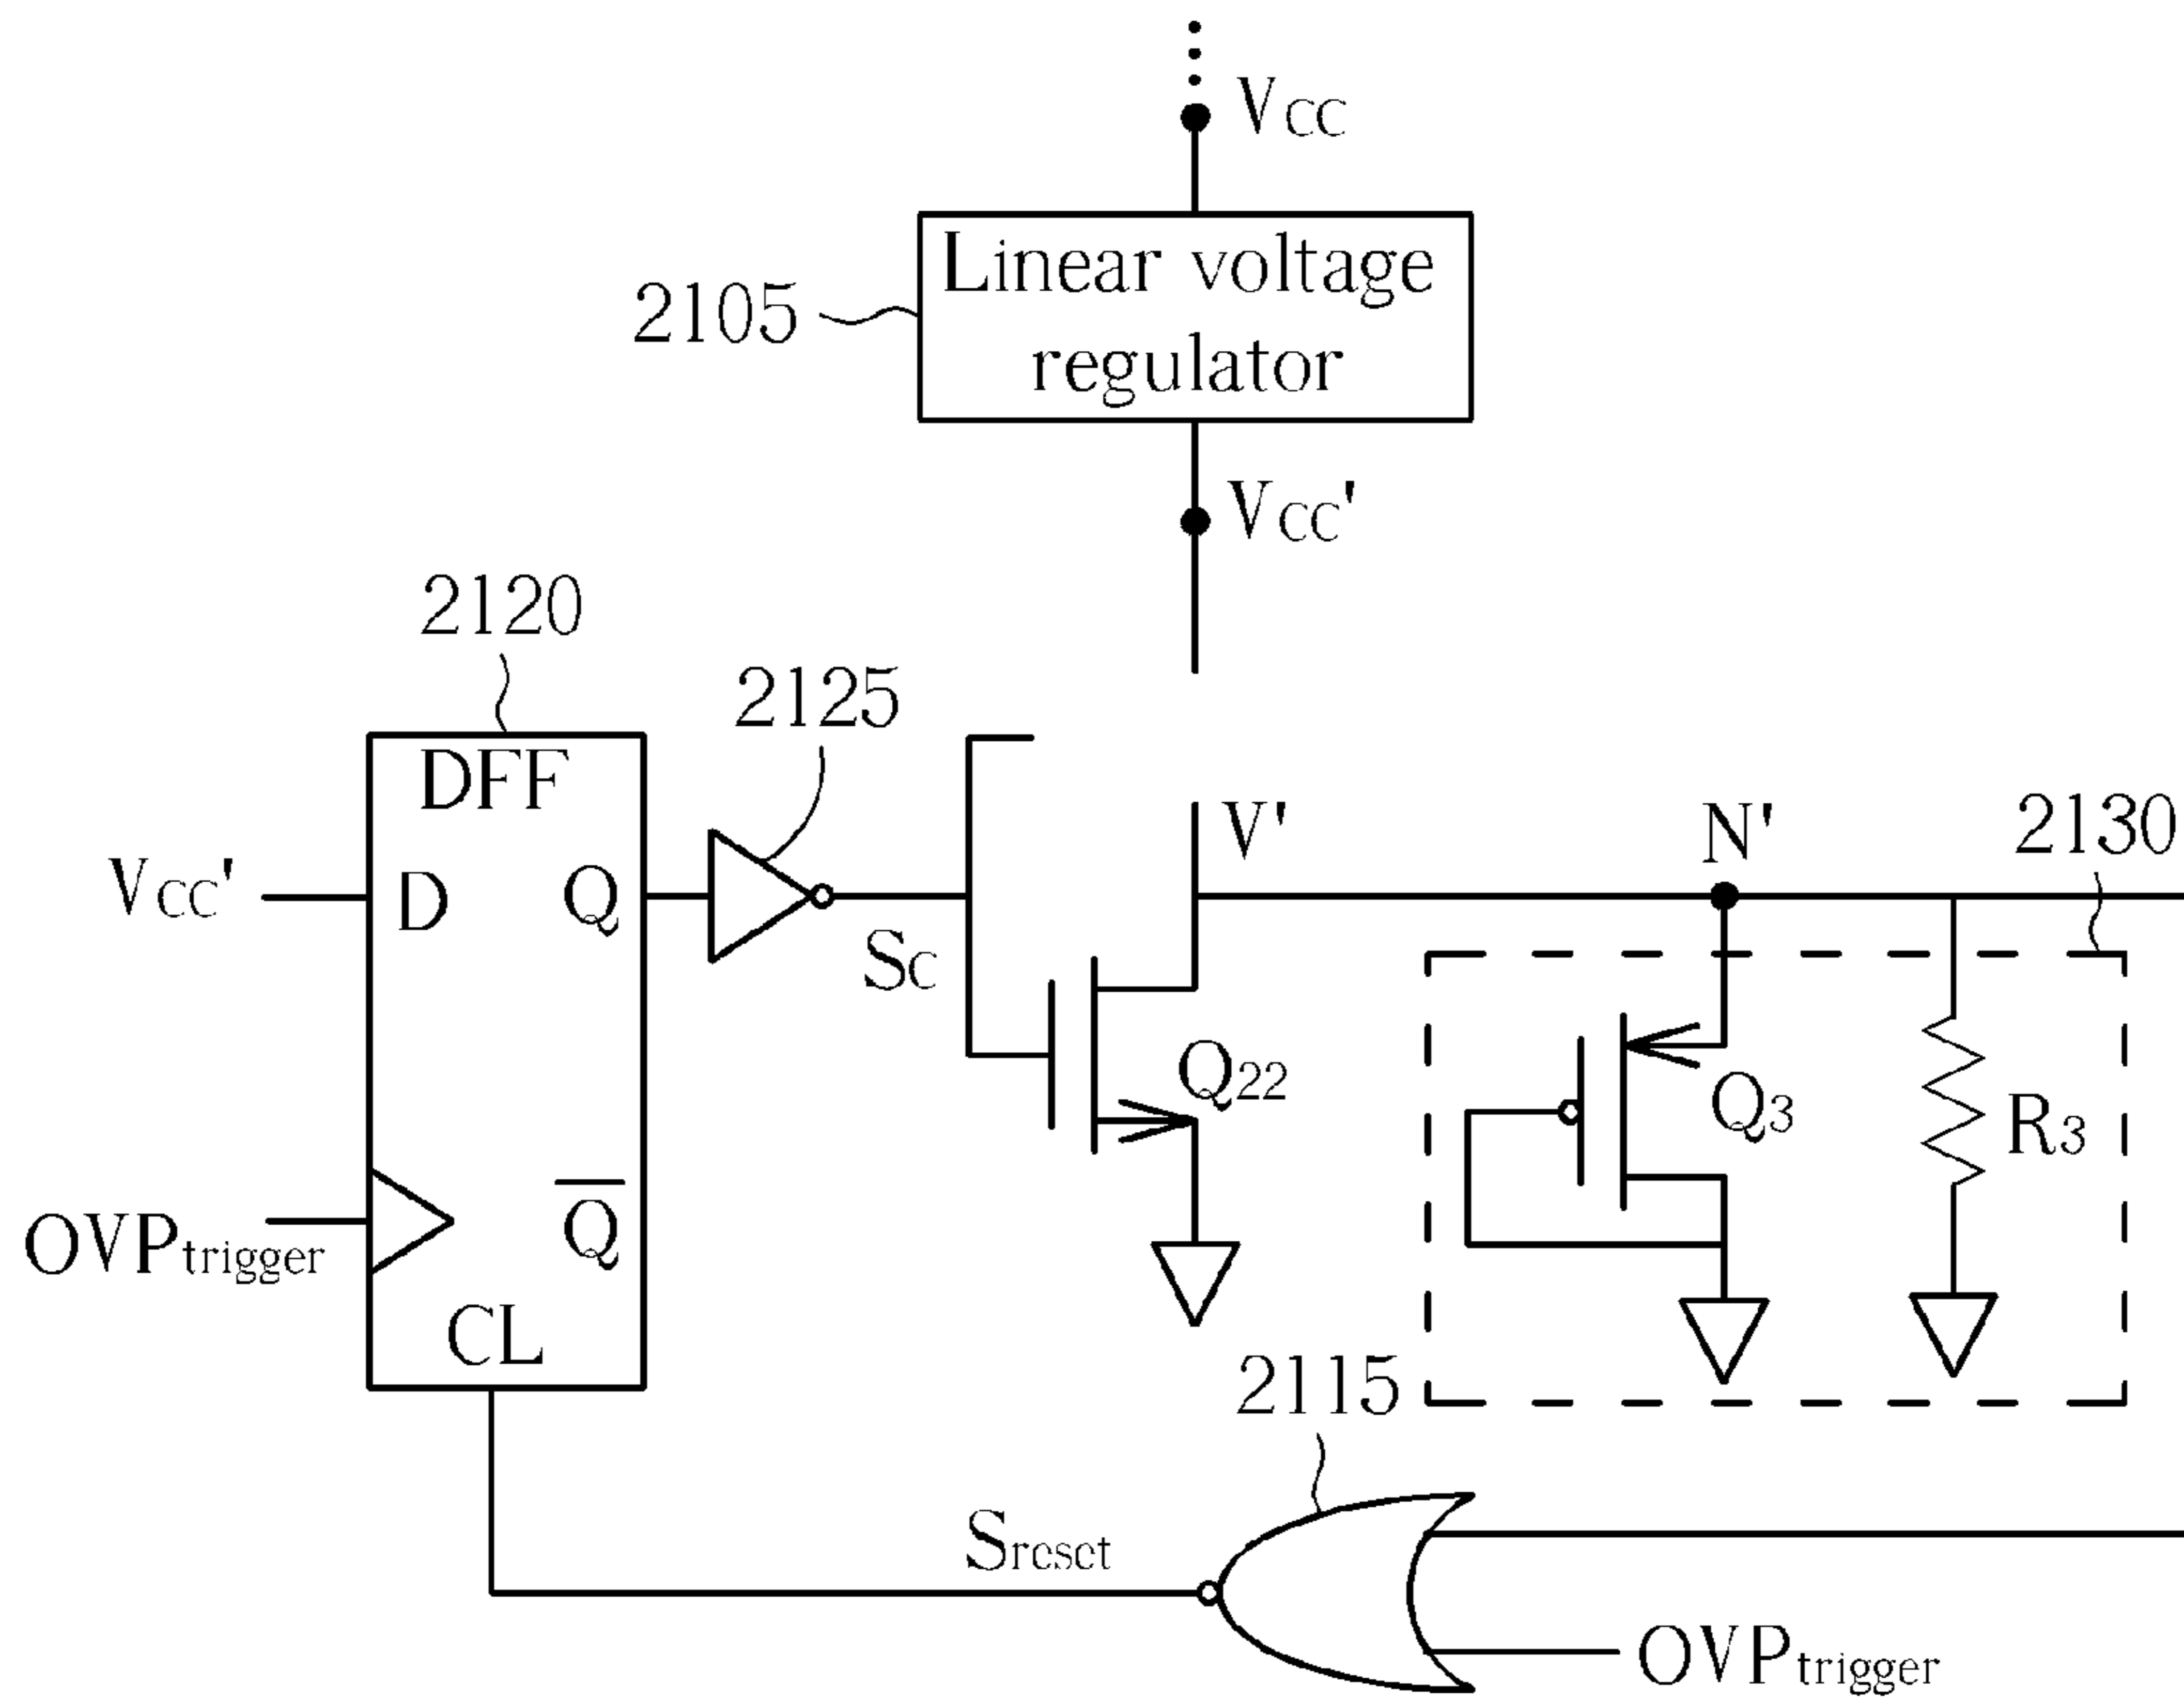 VCC
Linear voltage
regulator
2105
VCC'
2120
2125
DFF
VCC'
D
Q
SC
V'
N'
2130
Q22
Q3
R3
OVPtrigger
Q
CL
2115
Sreset
OVPtrigger